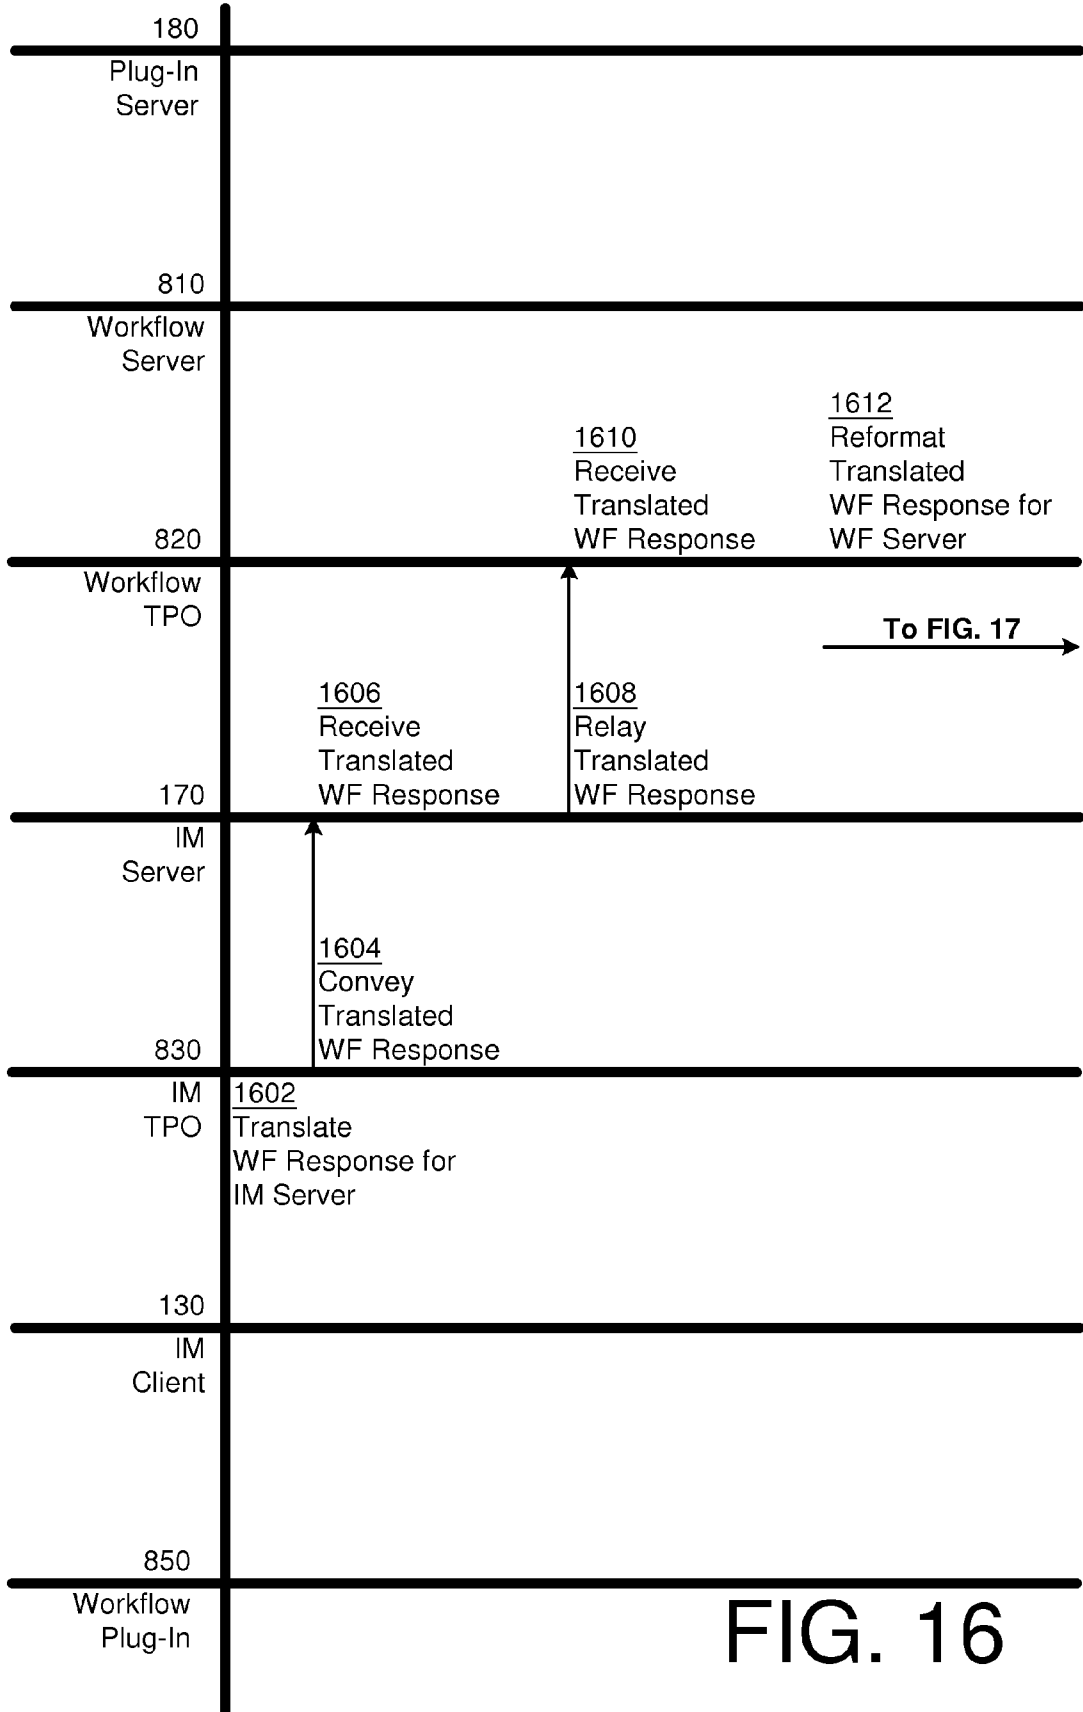 180
Plug-In
Server
810
Workflow
Server
1610
Receive
Translated
WF Response
1612
Reformat
Translated
WF Response for
WF Server
820
Workflow
TPO
To FIG. 17
1606
Receive
Translated
WF Response
1608
Relay
Translated
WF Response
170
IM
Server
1604
Convey
Translated
WF Response
830
IM
TPO
1602
Translate
WF Response for
IM Server
130
IM
Client
850
Workflow
Plug-In
FIG. 16